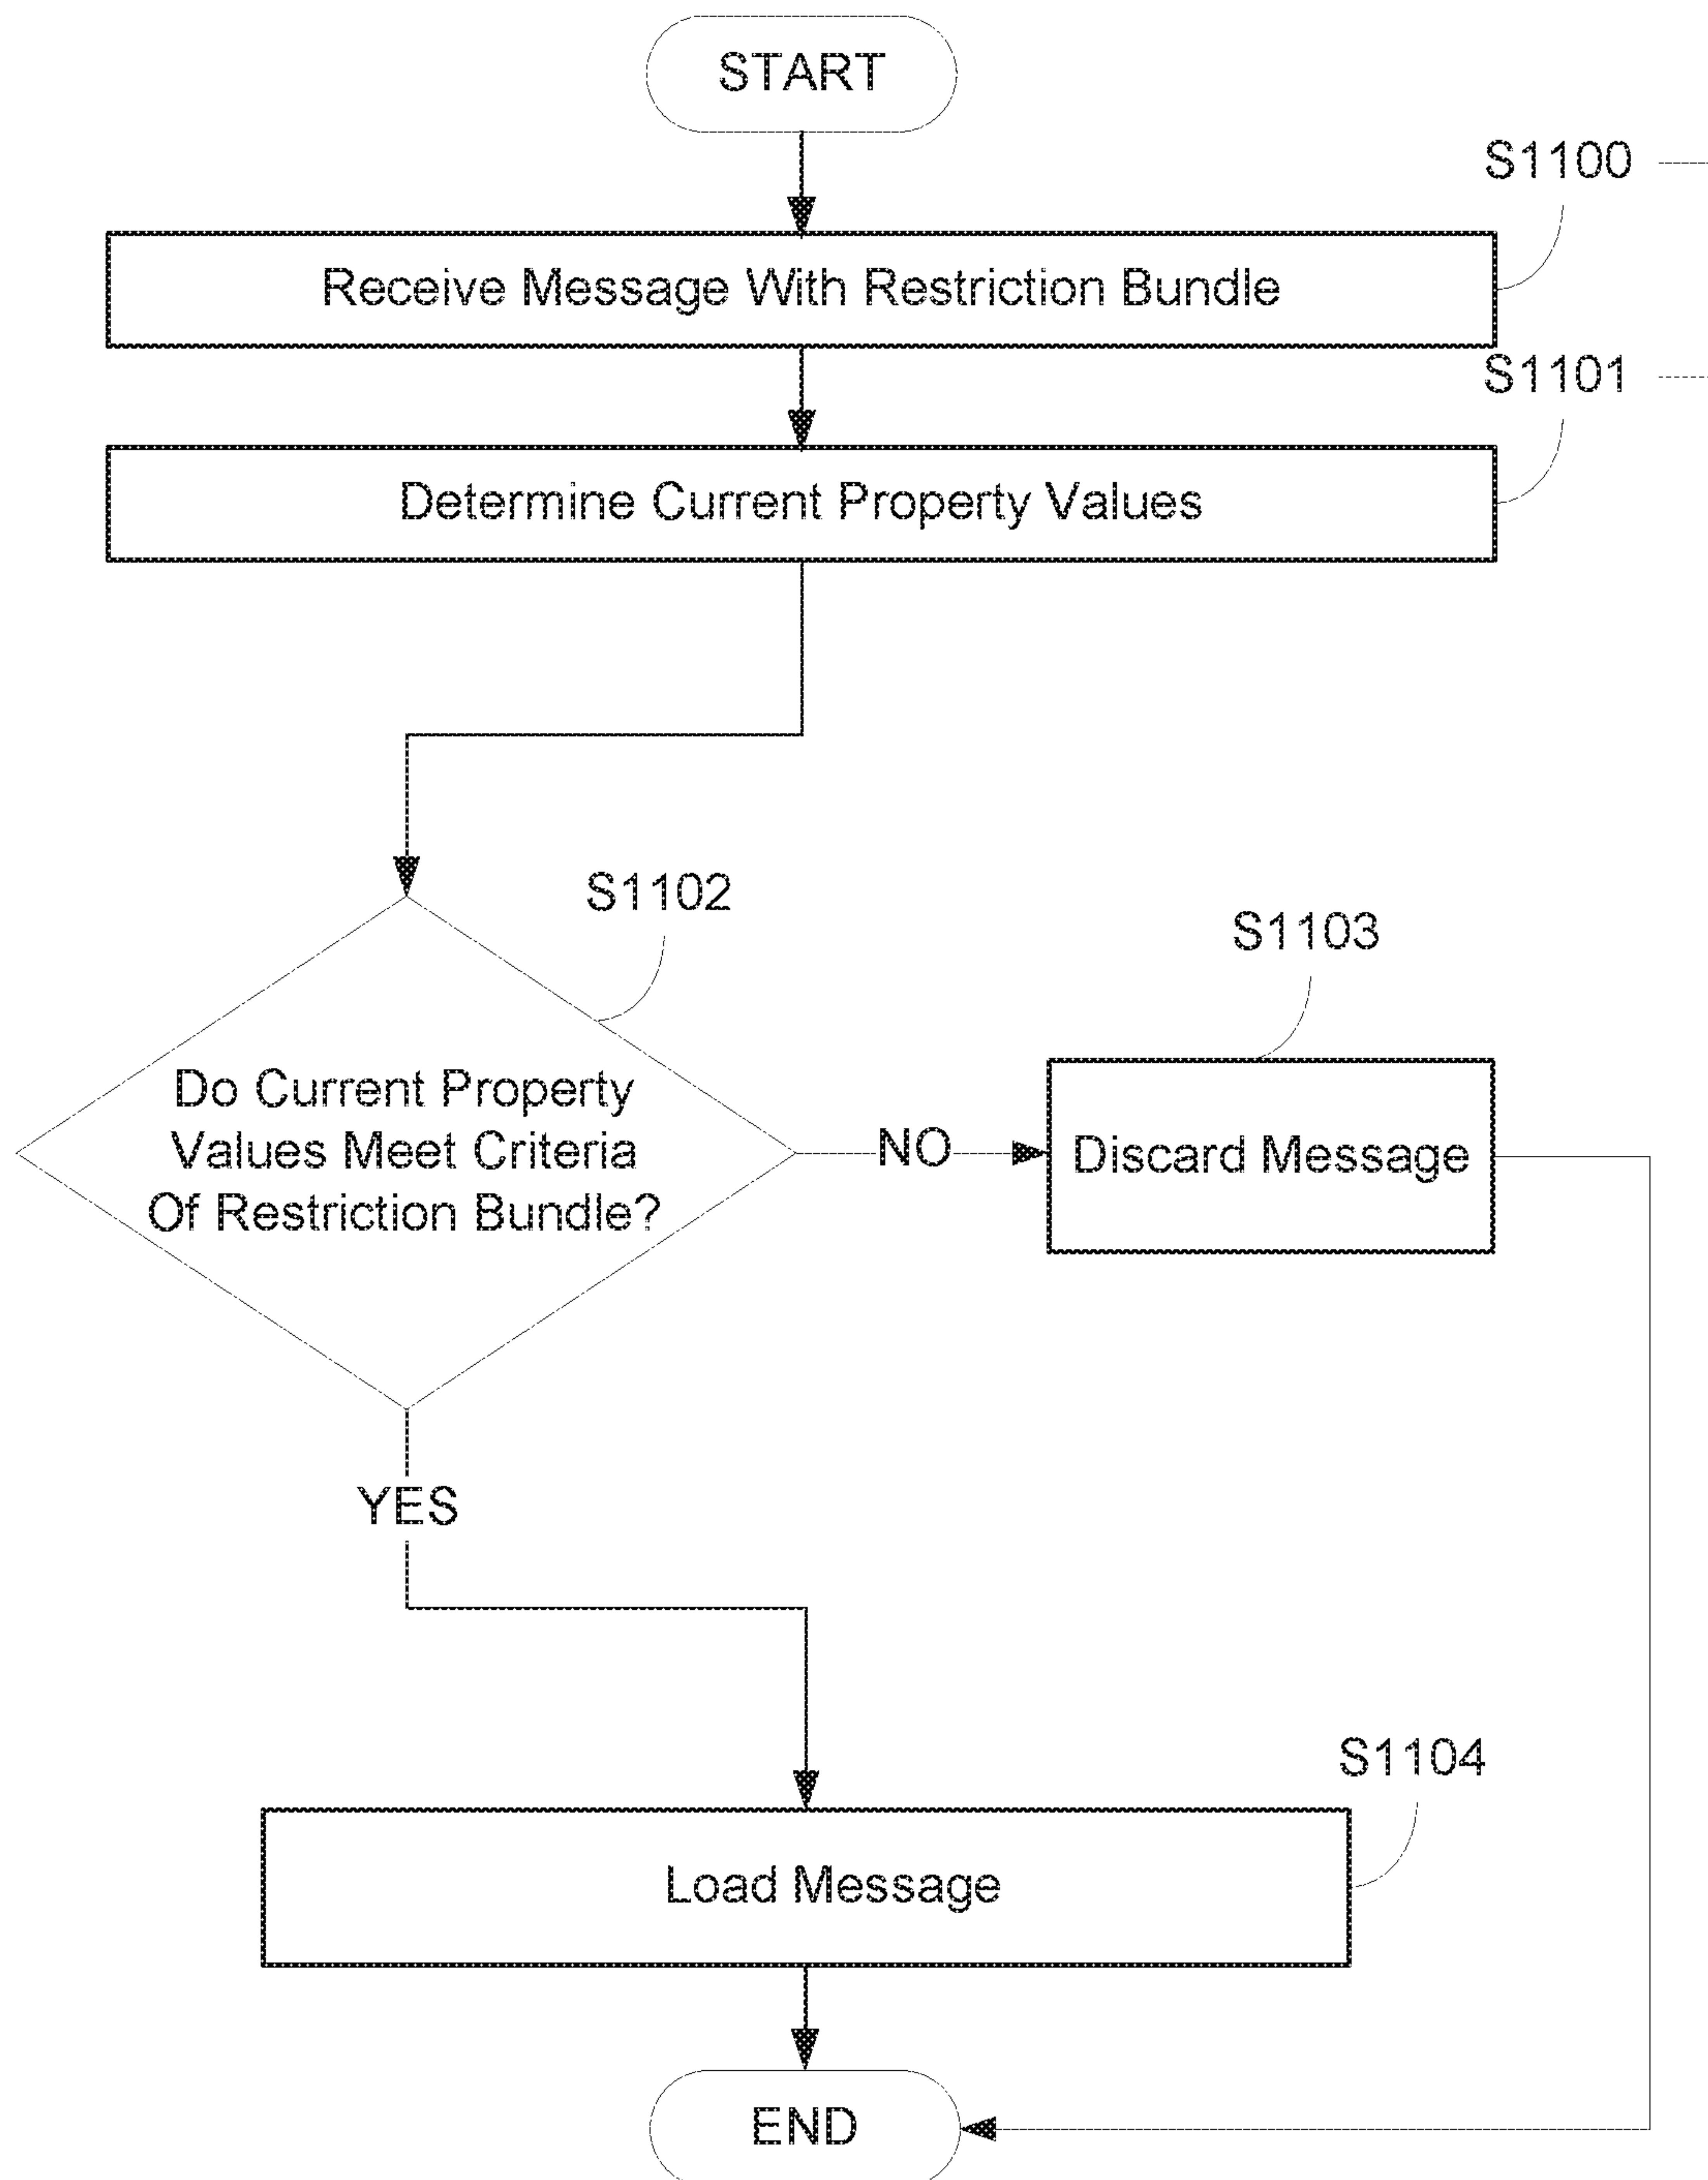 START
S1100
Receive Message With Restriction Bundle
S1101
Determine Current Property Values
S1102
S1103
Do Current Property
Values Meet Criteria
Of Restriction Bundle?
NO
Discard Message
YES
S1104
Load Message
END